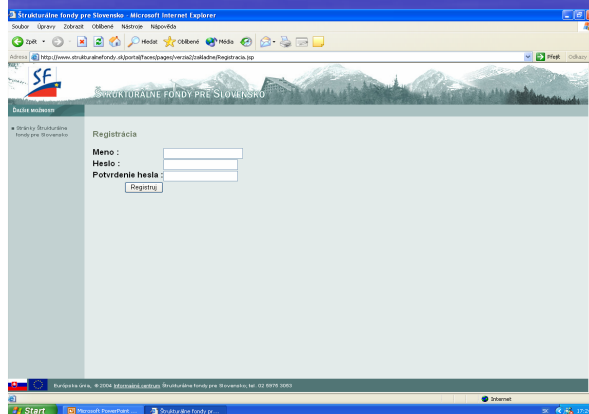 Štrukturálne fondy pre Slovensko - Microsoft Internet Explorer
Soubor Úpravy Zobrazit Oblíbené Nástroje Nápověda
Zpět Hledat Oblíbené Média
Adresa http://www.strukturalnefondy.sk/portal/faces/pages/verzia2/zakladne/Registracia.jsp Přejít Odkazy
SF
ŠTRUKTURÁLNE FONDY PRE SLOVENSKO
ĎALŠIE MOŽNOSTI
Stránky Štrukturálne
fondy pre Slovensko
Registrácia
Meno :
Heslo :
Potvrdenie hesla :
Registruj
Európska únia, © 2004 Informačné centrum Štrukturálne fondy pre Slovensko, tel. 02 5975 3053
Internet
Start Microsoft PowerPoint ... Štrukturálne fondy pr... SK